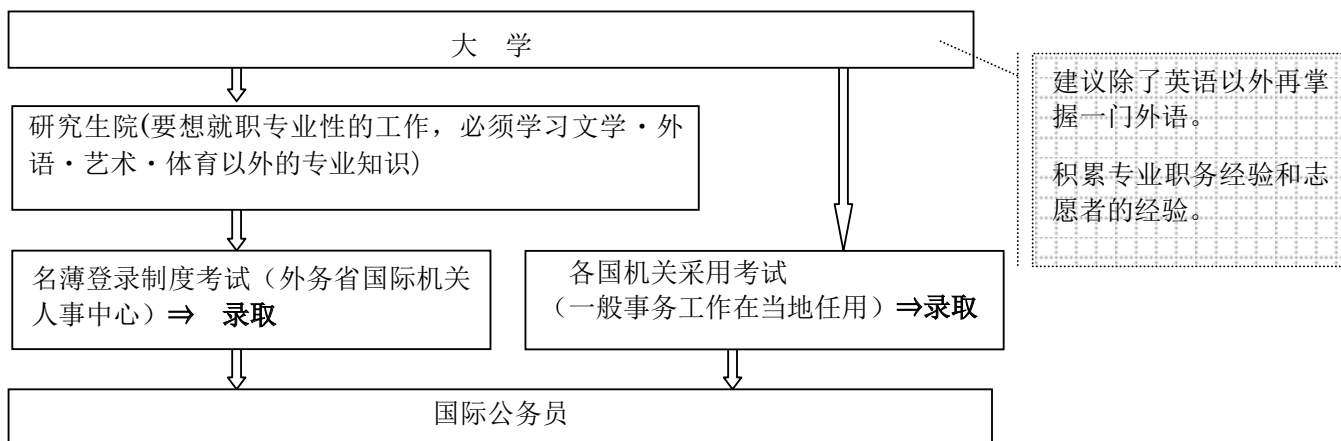 大 学
建议除了英语以外再掌
握一门外语。
积累专业职务经验和志
愿者的经验。
研究生院(要想就职专业性的工作，必须学习文学・外
语・艺术・体育以外的专业知识)
名薄登录制度考试（外务省国际机关
人事中心）⇒ 录取
各国机关采用考试
（一般事务工作在当地任用）⇒录取
国际公务员